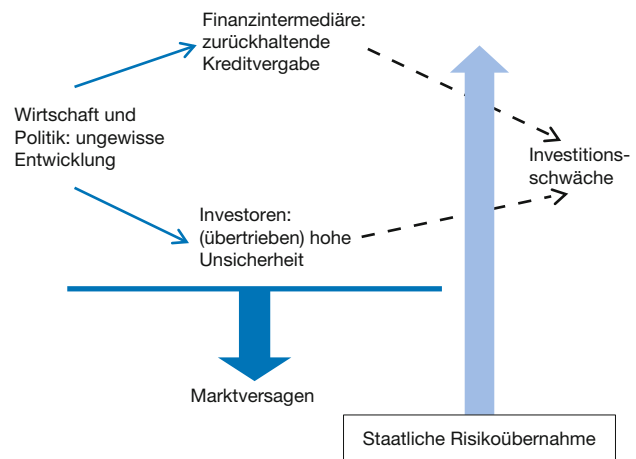 Finanzintermediäre:
zurückhaltende
Kreditvergabe
Wirtschaft und
Politik: ungewisse
Entwicklung
Investitions-
schwäche
Investoren:
(übertrieben) hohe
Unsicherheit
Marktversagen
Staatliche Risikoübernahme